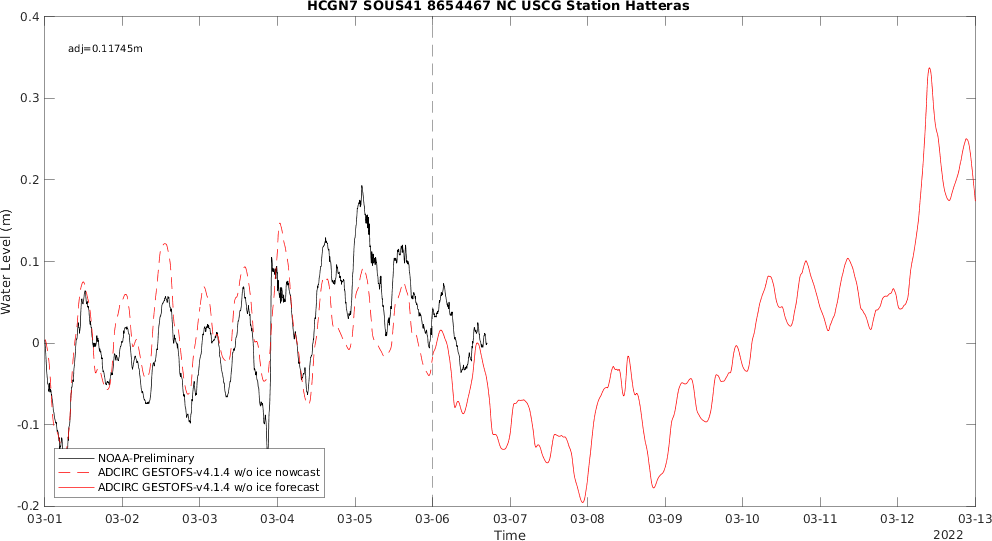 HCGN7 SOUS41 8654467 NC USCG Station Hatteras
adj=0.11745m
Water Level (m)
0.4
0.3
0.2
0.1
0
-0.1
-0.2
NOAA-Preliminary
ADCIRC GESTOFS-v4.1.4 w/o ice nowcast
ADCIRC GESTOFS-v4.1.4 w/o ice forecast
03-01 03-02 03-03 03-04 03-05 03-06 03-07 03-08 03-09 03-10 03-11 03-12 03-13
Time
2022